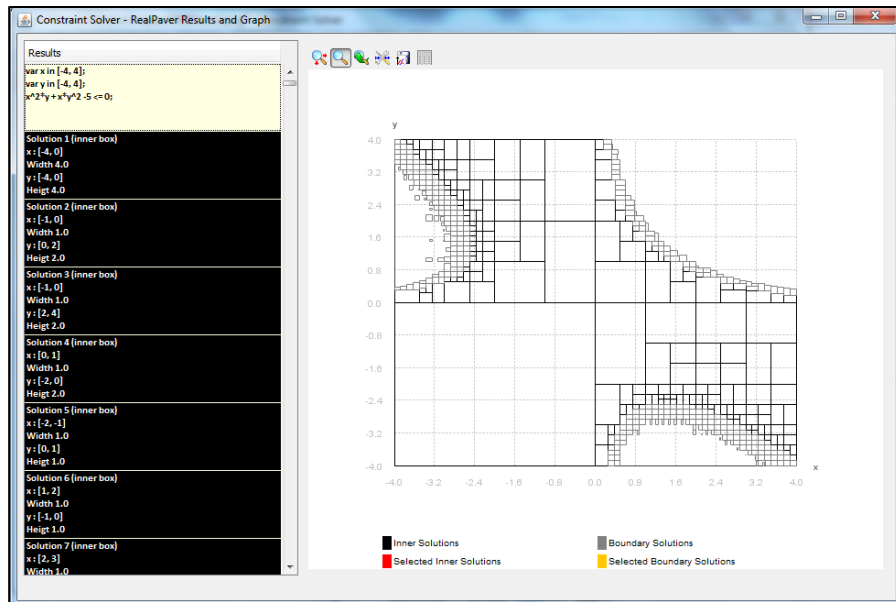 Constraint Solver - RealPaver Results and Graph
Results
var x in [-4, 4];
var y in [-4, 4];
x^2*y + x*y^2 -5 <= 0;
Solution 1 (inner box)
x : [-4, 0]
Width 4.0
y : [-4, 0]
Heigt 4.0
Solution 2 (inner box)
x : [-1, 0]
Width 1.0
y : [0, 2]
Heigt 2.0
Solution 3 (inner box)
x : [-1, 0]
Width 1.0
y : [2, 4]
Heigt 2.0
Solution 4 (inner box)
x : [0, 1]
Width 1.0
y : [-2, 0]
Heigt 2.0
Solution 5 (inner box)
x : [-2, -1]
Width 1.0
y : [0, 1]
Heigt 1.0
Solution 6 (inner box)
x : [1, 2]
Width 1.0
y : [-1, 0]
Heigt 1.0
Solution 7 (inner box)
x : [2, 3]
Width 1.0
y
4.0
3.2
2.4
1.6
0.8
0.0
-0.8
-1.6
-2.4
-3.2
-4.0
x
-4.0 -3.2 -2.4 -1.6 -0.8 0.0 0.8 1.6 2.4 3.2 4.0
Inner Solutions
Boundary Solutions
Selected Inner Solutions
Selected Boundary Solutions